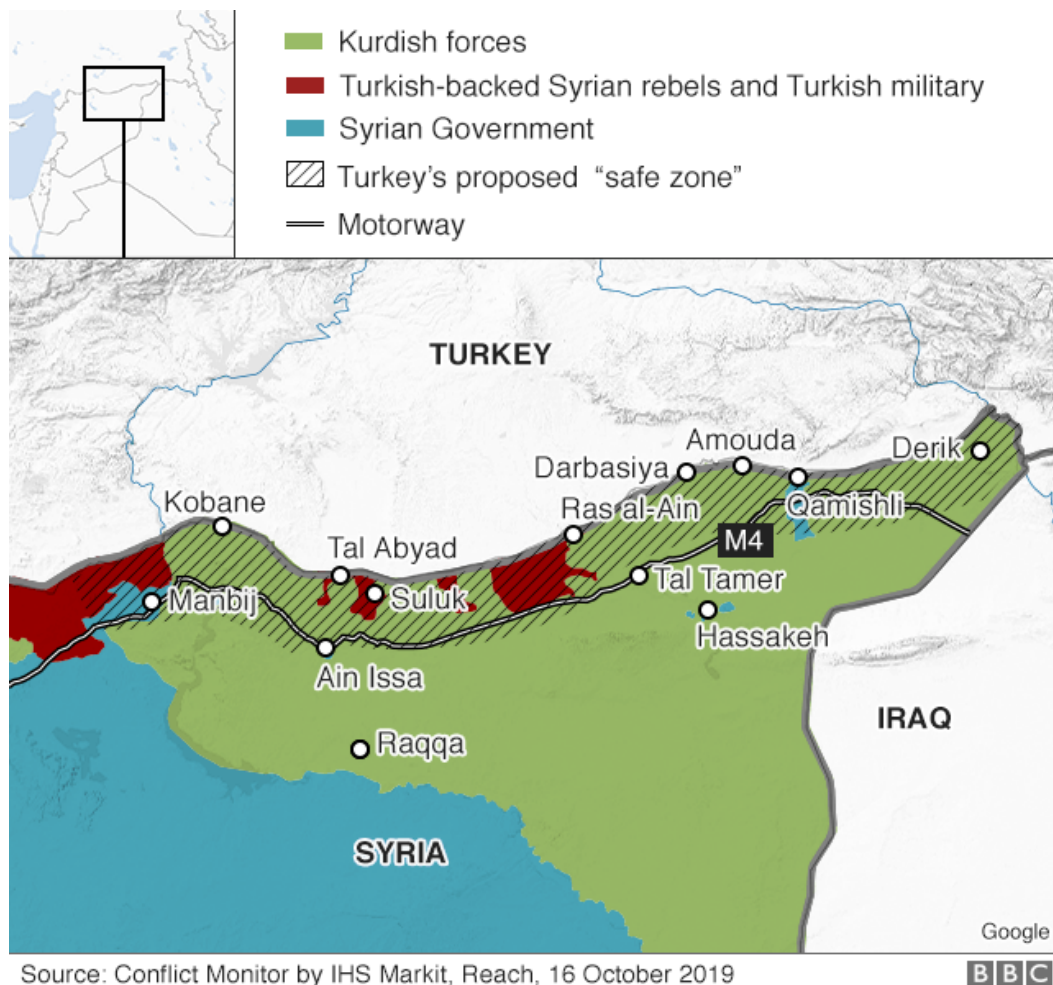 Kurdish forces
Turkish-backed Syrian rebels and Turkish military
Syrian Government
Turkey's proposed “safe zone”
Motorway
TURKEY
Amouda
Derik
Darbasiya
Kobane
Ras al-Ain
Qamishli
M4
Tal Abyad
Tal Tamer
Manbij
Suluk
Hassakeh
Ain Issa
IRAQ
Raqqa
SYRIA
Google
Source: Conflict Monitor by IHS Markit, Reach, 16 October 2019
BBC